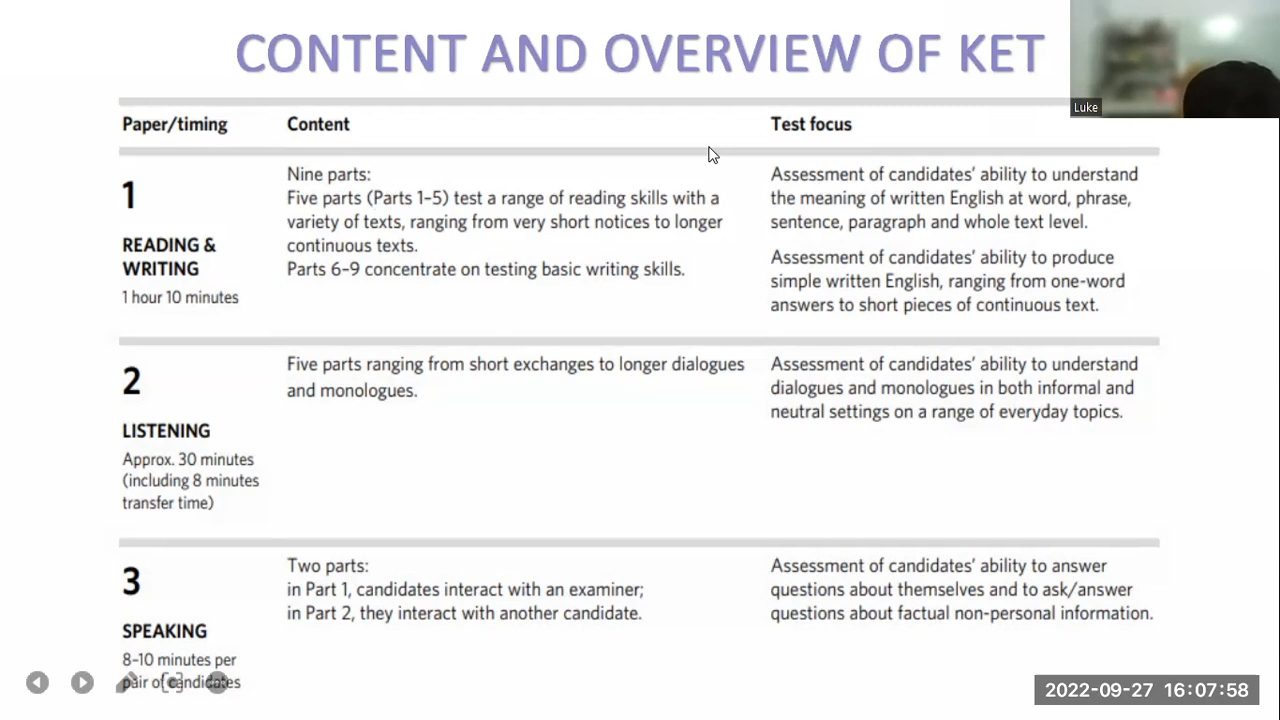 CONTENT AND OVERVIEW OF KET
Luke
Paper/timing
Content
Test focus
1
READING &
WRITING
1 hour 10 minutes
Nine parts:
Five parts (Parts 1–5) test a range of reading skills with a
variety of texts, ranging from very short notices to longer
continuous texts.
Parts 6–9 concentrate on testing basic writing skills.
Assessment of candidates’ ability to understand
the meaning of written English at word, phrase,
sentence, paragraph and whole text level.
Assessment of candidates’ ability to produce
simple written English, ranging from one-word
answers to short pieces of continuous text.
2
LISTENING
Approx. 30 minutes
(including 8 minutes
transfer time)
Five parts ranging from short exchanges to longer dialogues
and monologues.
Assessment of candidates’ ability to understand
dialogues and monologues in both informal and
neutral settings on a range of everyday topics.
3
SPEAKING
8–10 minutes per
pair of candidates
Two parts:
in Part 1, candidates interact with an examiner;
in Part 2, they interact with another candidate.
Assessment of candidates’ ability to answer
questions about themselves and to ask/answer
questions about factual non-personal information.
2022-09-27 16:07:58